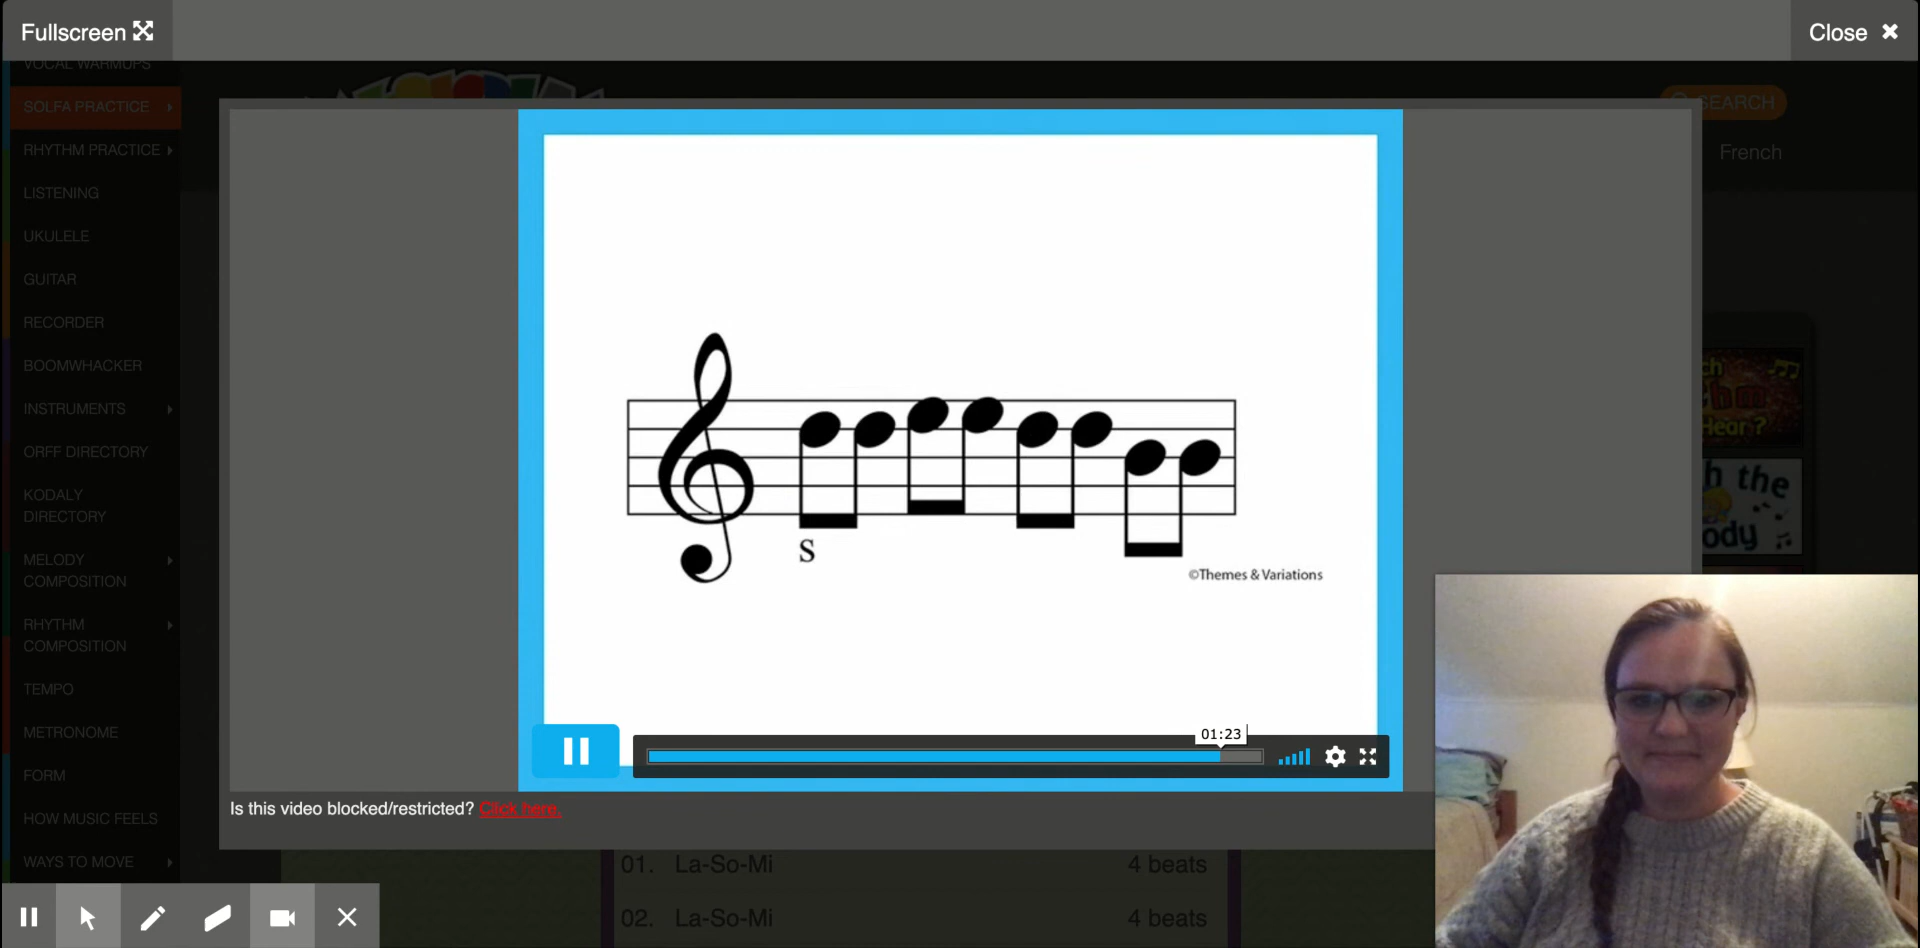 Fullscreen
Close
VOCAL WARMUPS
SOLFA PRACTICE
RHYTHM PRACTICE
LISTENING
UKULELE
GUITAR
RECORDER
BOOMWHACKER
INSTRUMENTS
ORFF DIRECTORY
KODALY
DIRECTORY
MELODY
COMPOSITION
RHYTHM
COMPOSITION
TEMPO
METRONOME
FORM
HOW MUSIC FEELS
WAYS TO MOVE
SEARCH
French
S
©Themes & Variations
01:23
Is this video blocked/restricted? Click here.
01. La-So-Mi 4 beats
02. La-So-Mi 4 beats